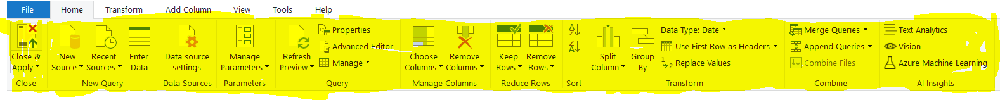 File Home Transform Add Column View Tools Help
Close & Apply
New Source
Recent Sources
Enter Data
Data source settings
Manage Parameters
Refresh Preview
Properties
Advanced Editor
Manage
Choose Columns
Remove Columns
Keep Rows
Remove Rows
A
Z
Z
A
Split Column
Group By
Data Type: Date
Use First Row as Headers
1
2 Replace Values
Merge Queries
Append Queries
Combine Files
Text Analytics
Vision
Azure Machine Learning
Close New Query Data Sources Parameters Query Manage Columns Reduce Rows Sort Transform Combine AI Insights